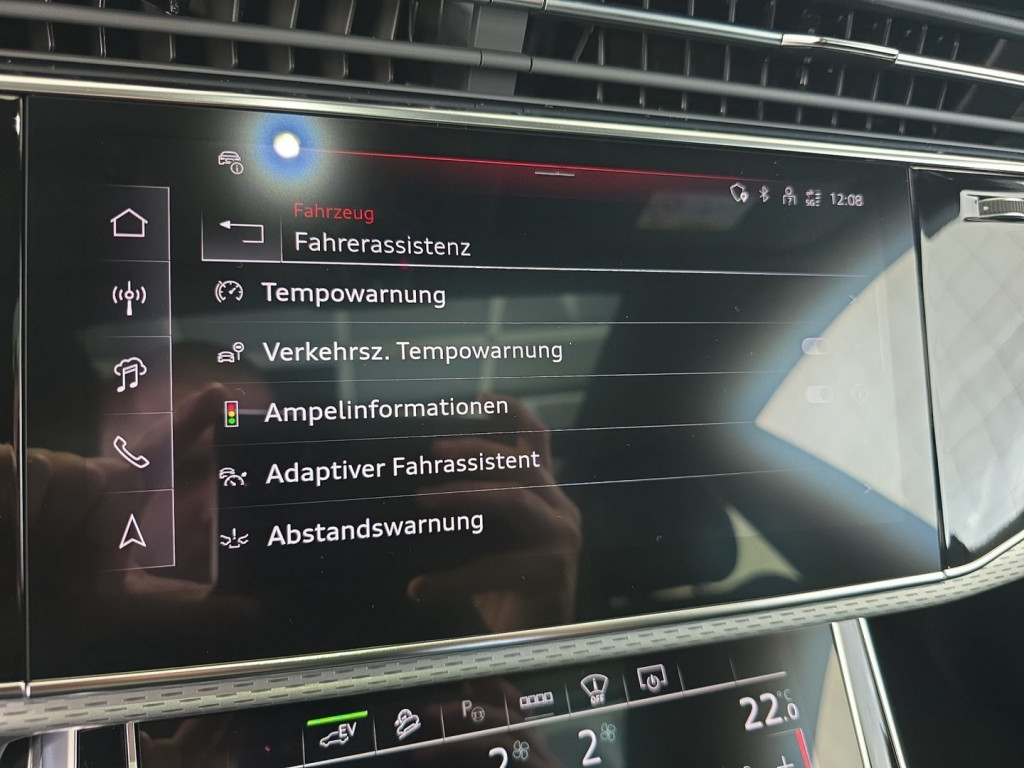 12:08
Fahrzeug
Fahrerassistenz
Tempowarnung
Verkehrsz. Tempowarnung
Ampelinformationen
Adaptiver Fahrassistent
Abstandswarnung
EV
P
OFF
22.0 °C
2
2